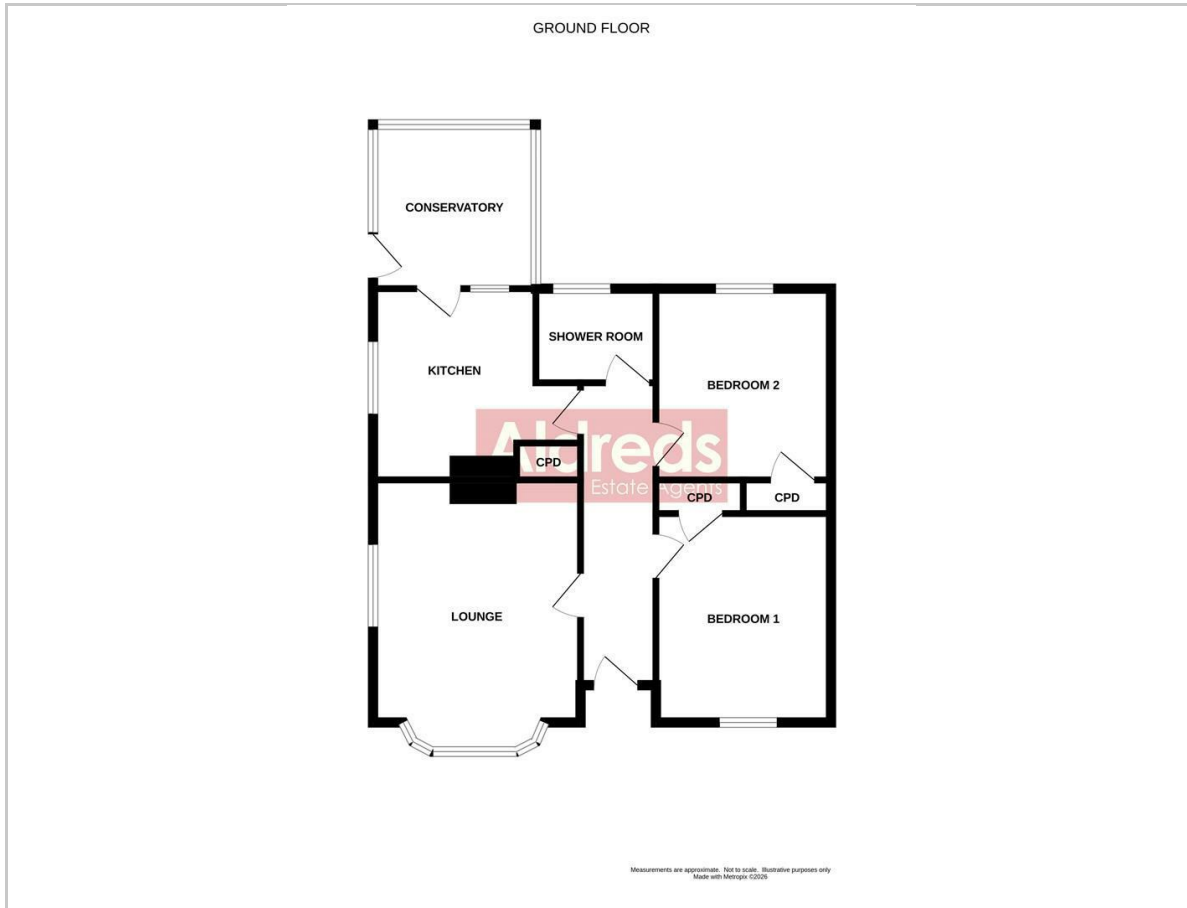 GROUND FLOOR
CONSERVATORY
SHOWER ROOM
KITCHEN
BEDROOM 2
Aldreds
Estate Agents
CPD
CPD
CPD
LOUNGE
BEDROOM 1
Measurements are approximate. Not to scale. Illustrative purposes only
Made with Metropix ©2026